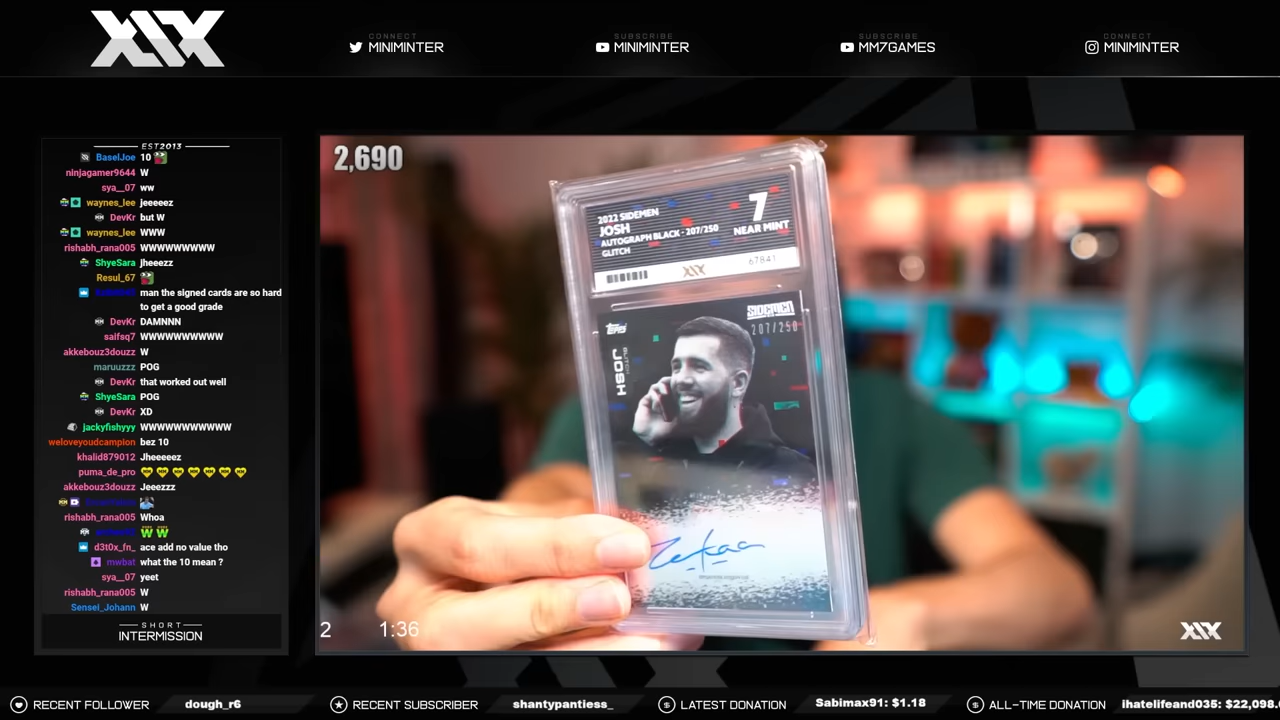 XIX
CONNECT
MINIMINTER
SUBSCRIBE
MINIMINTER
SUBSCRIBE
MM7GAMES
CONNECT
MINIMINTER
EST2013
BaselJoe 10
ninjagamer9644 W
sya__07 ww
waynes_lee jeeeeez
DevKr but W
waynes_lee WWW
rishabh_rana005 WWWWWWWWW
ShyeSara jheeezz
Resul_67
man the signed cards are so hard
to get a good grade
DevKr DAMNNN
saifsq7 WWWWWWWWWW
akkebouz3douzz W
maruuzzz POG
DevKr that worked out well
ShyeSara POG
DevKr XD
jackyfishyyy WWWWWWWWWWW
weloveyoudcampion bez 10
khalid879012 Jheeeeez
puma_de_pro
akkebouz3douzz Jeeezzz
rishabh_rana005 Whoa
W W
d3t0x_fn_ ace add no value tho
mwbat what the 10 mean ?
sya__07 yeet
rishabh_rana005 W
Sensei_Johann W
SHORT
INTERMISSION
2,690
2022 SIDEMEN
JOSH
AUTOGRAPH BLACK - 207/250
GLITCH
7
NEAR MINT
XIX
67841
Topps
SIDEMEN
207/250
GLITCH
JOSH
2 1:36
XIX
RECENT FOLLOWER dough_r6
RECENT SUBSCRIBER shantypantiess_
LATEST DONATION Sabimax91: $1.18
ALL-TIME DONATION ihatelifeand035: $22,098.